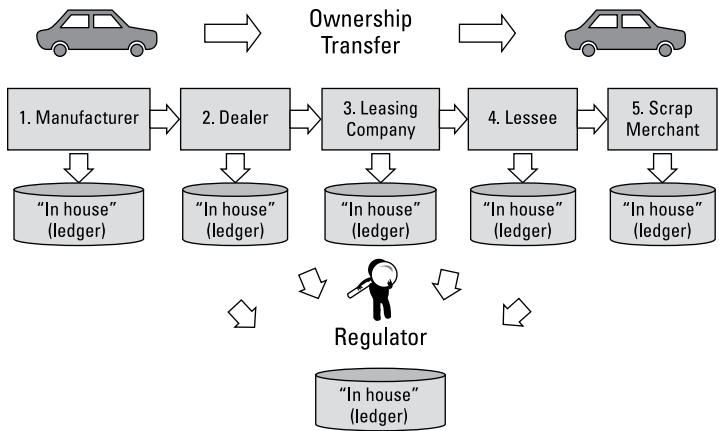 Ownership
Transfer
1. Manufacturer
2. Dealer
3. Leasing
Company
4. Lessee
5. Scrap
Merchant
“In house”
(ledger)
“In house”
(ledger)
“In house”
(ledger)
“In house”
(ledger)
“In house”
(ledger)
Regulator
“In house”
(ledger)